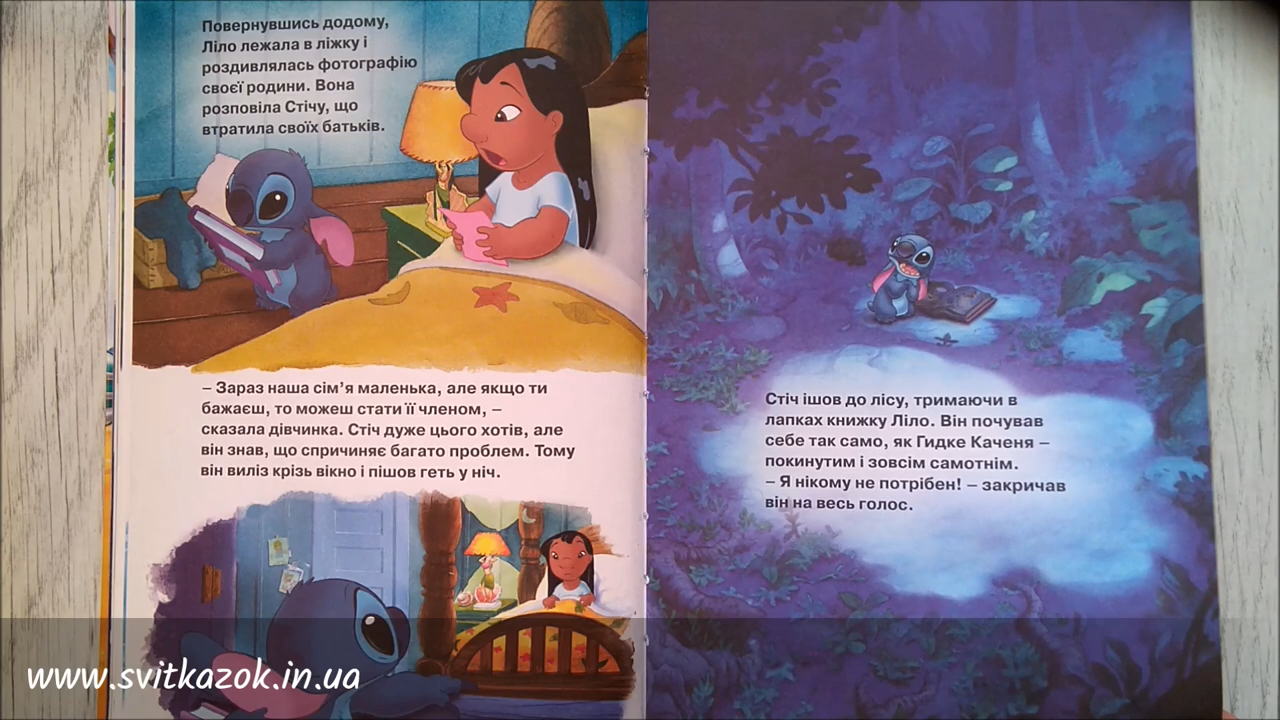 Повернувшись додому,
Ліло лежала в ліжку і
роздивлялась фотографію
своєї родини. Вона
розповіла Стічу, що
втратила своїх батьків.
– Зараз наша сім’я маленька, але якщо ти
бажаєш, то можеш стати її членом, –
сказала дівчинка. Стіч дуже цього хотів, але
він знав, що спричиняє багато проблем. Тому
він виліз крізь вікно і пішов геть у ніч.
Стіч ішов до лісу, тримаючи в
лапках книжку Ліло. Він почував
себе так само, як Гидке Каченя –
покинутим і зовсім самотнім.
– Я нікому не потрібен! – закричав
він на весь голос.
www.svitkazok.in.ua